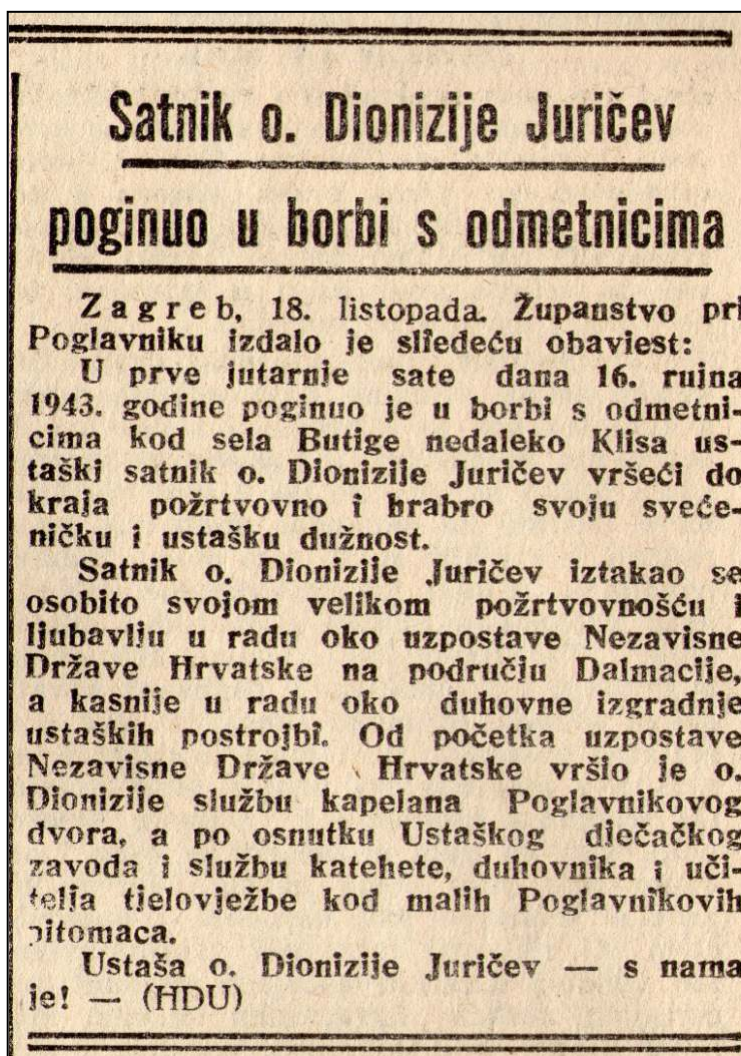 Satnik o. Dionizije Juričev
poginuo u borbi s odmetnicima
Zagreb, 18. listopada. Županstvo pri
Poglavniku izdalo je sliedeću obaviest:
U prve jutarnje sate dana 16. rujna
1943. godine poginuo je u borbi s odmetni-
cima kod sela Butige nedaleko Klisa us-
taški satnik o. Dionizije Juričev vršeći do
kraja požrtvovno i hrabro svoju sveće-
ničku i ustašku dužnost.
Satnik o. Dionizije Juričev iztakao se
osobito svojom velikom požrtvovnošću i
ljubavlju u radu oko uzpostave Nezavisne
Države Hrvatske na području Dalmacije,
a kasnije u radu oko duhovne izgradnje
ustaških postrojbi. Od početka uzpostave
Nezavisne Države Hrvatske vršio je o.
Dionizije službu kapelana Poglavnikovog
dvora, a po osnutku Ustaškog dječačkog
zavoda i službu katehete, duhovnika i uči-
telja tjelovježbe kod malih Poglavnikovih
pitomaca.
Ustaša o. Dionizije Juričev — s nama
je! — (HDU)